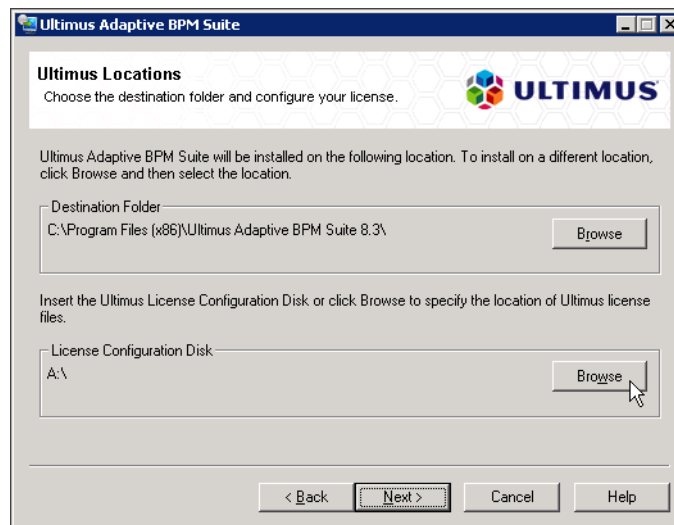 Ultimus Adaptive BPM Suite
Ultimus Locations
Choose the destination folder and configure your license.
ULTIMUS
Ultimus Adaptive BPM Suite will be installed on the following location. To install on a different location,
click Browse and then select the location.
Destination Folder
C:\Program Files (x86)\Ultimus Adaptive BPM Suite 8.3\
Browse
Insert the Ultimus License Configuration Disk or click Browse to specify the location of Ultimus license
files.
License Configuration Disk
A:\
Browse
< Back
Next >
Cancel
Help